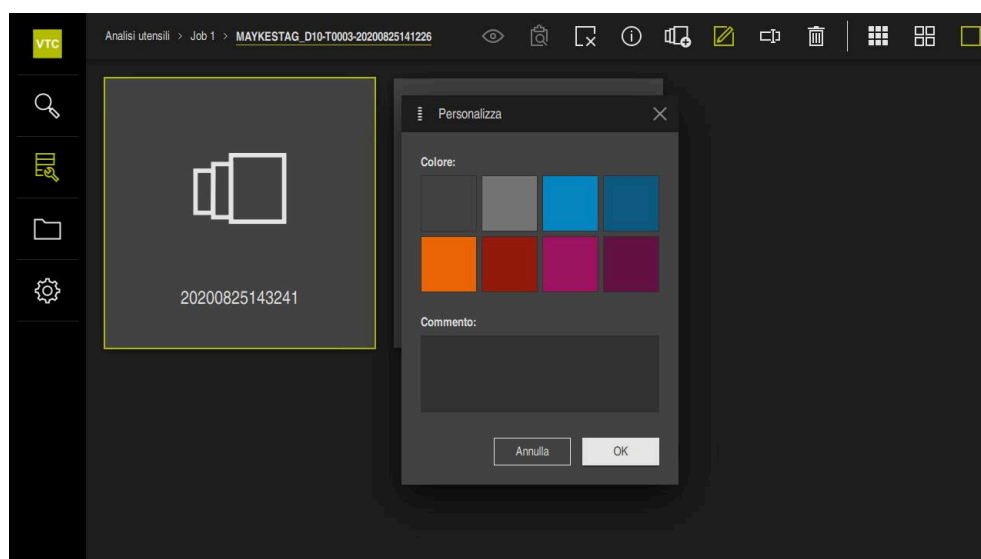 VTC
Analisi utensili > Job 1 > MAYKESTAG_D10-T0003-20200825141226
Personalizza
Colore:
20200825143241
Commento:
Annulla
OK